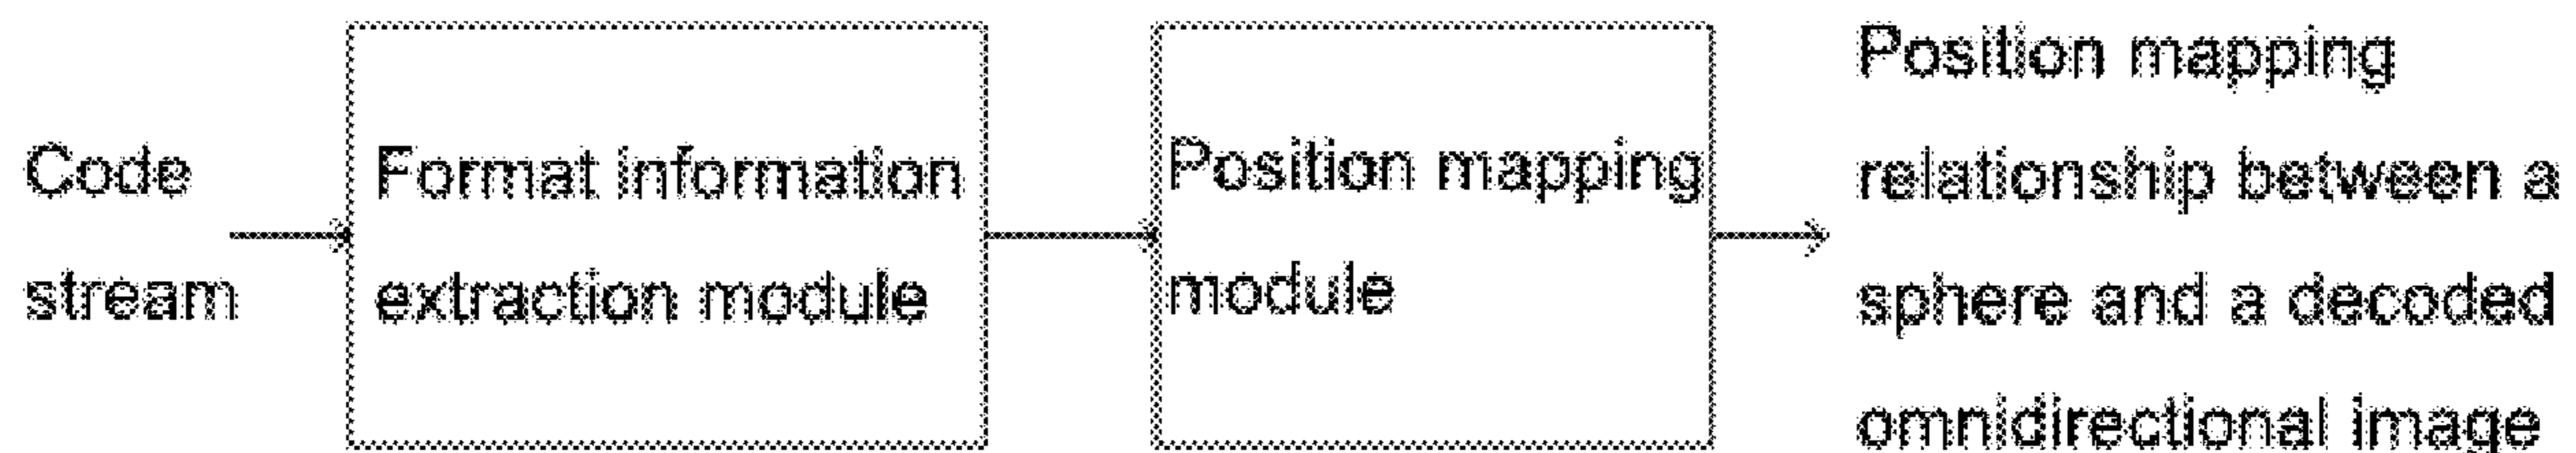 Code
stream
Format information
extraction module
Position mapping
module
Position mapping
relationship between a
sphere and a decoded
omnidirectional image